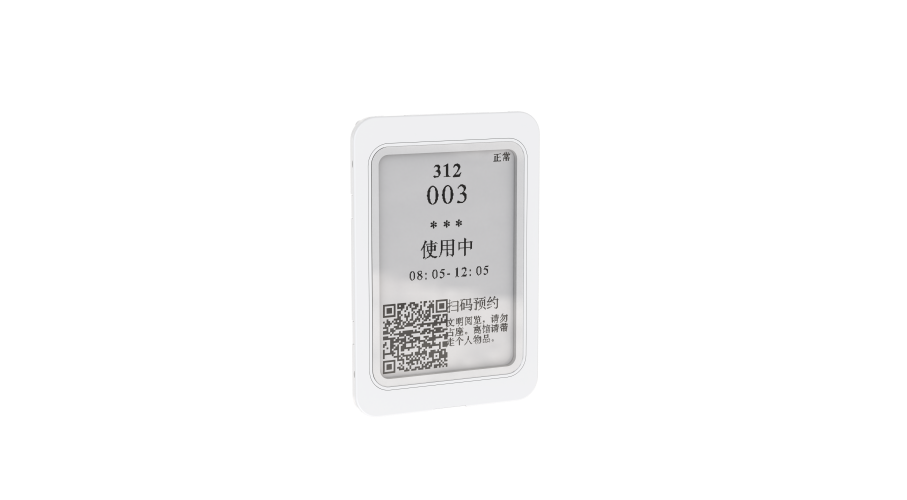 正常
312
003
***
使用中
08:05-12:05
扫码预约
文明阅览，请勿
占座。离馆请带
走个人物品。